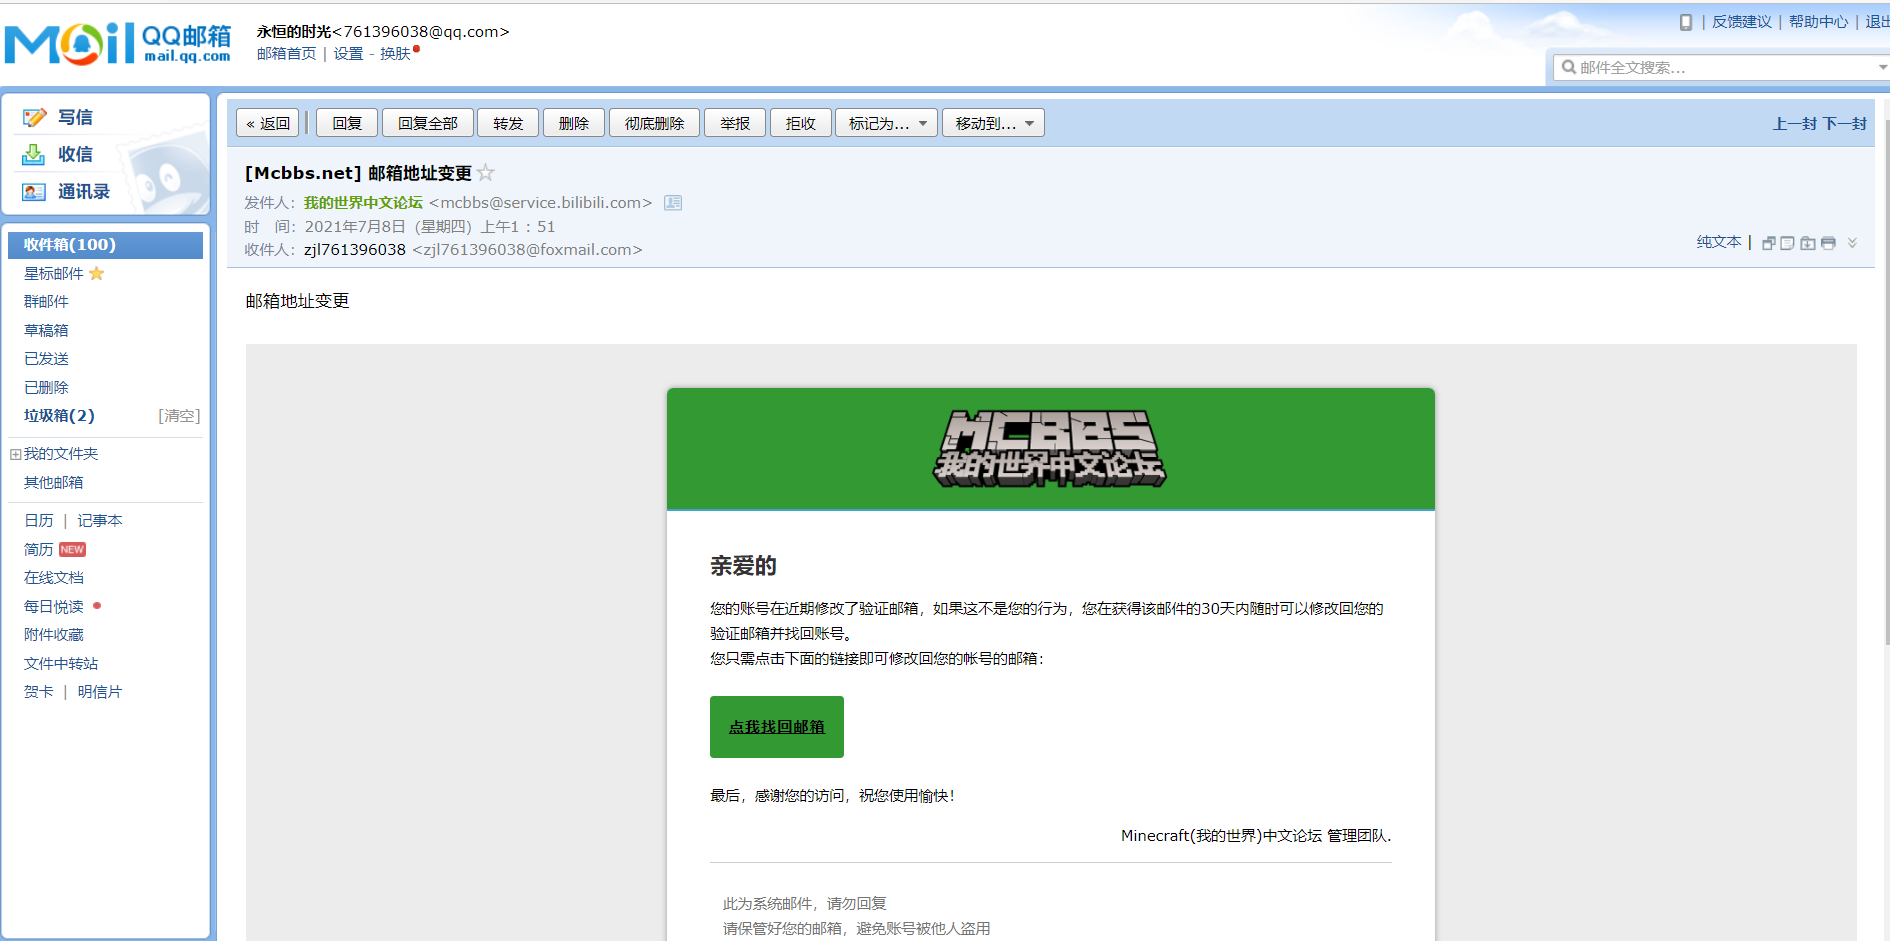 MOil QQ邮箱 mail.qq.com
永恒的时光<761396038@qq.com>
邮箱首页 | 设置 - 换肤
| 反馈建议 | 帮助中心 | 退出
邮件全文搜索...
写信
收信
通讯录
收件箱(100)
星标邮件
群邮件
草稿箱
已发送
已删除
垃圾箱(2) [清空]
我的文件夹
其他邮箱
日历 | 记事本
简历 NEW
在线文档
每日悦读
附件收藏
文件中转站
贺卡 | 明信片
« 返回 回复 回复全部 转发 删除 彻底删除 举报 拒收 标记为... 移动到... 上一封 下一封
[Mcbbs.net] 邮箱地址变更
发件人：我的世界中文论坛 <mcbbs@service.bilibili.com>
时 间：2021年7月8日（星期四）上午1：51
收件人：zjl761396038 <zjl761396038@foxmail.com>
纯文本 |
邮箱地址变更
MCBBS
我的世界中文论坛
亲爱的
您的账号在近期修改了验证邮箱，如果这不是您的行为，您在获得该邮件的30天内随时可以修改回您的
验证邮箱并找回账号。
您只需点击下面的链接即可修改回您的帐号的邮箱：
点我找回邮箱
最后，感谢您的访问，祝您使用愉快！
Minecraft(我的世界)中文论坛 管理团队.
此为系统邮件，请勿回复
请保管好您的邮箱，避免账号被他人盗用